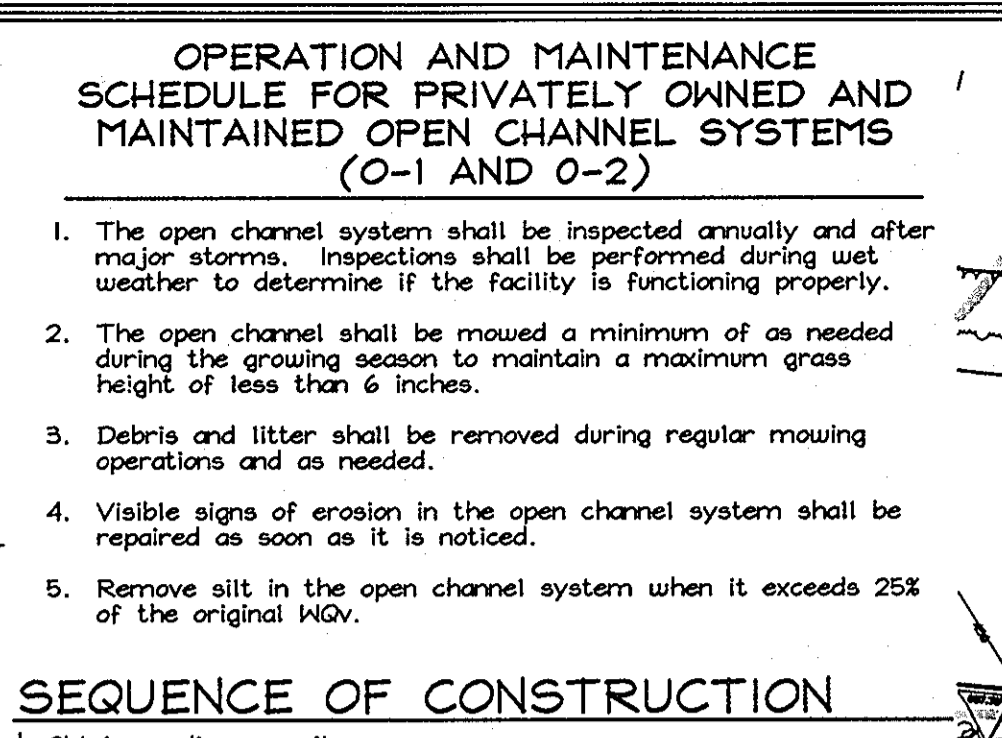 OPERATION AND MAINTENANCE
SCHEDULE FOR PRIVATELY OWNED AND
MAINTAINED OPEN CHANNEL SYSTEMS
(O-1 AND O-2)
1. The open channel system shall be inspected annually and after
major storms. Inspections shall be performed during wet
weather to determine if the facility is functioning properly.
2. The open channel shall be mowed a minimum of as needed
during the growing season to maintain a maximum grass
height of less than 6 inches.
3. Debris and litter shall be removed during regular mowing
operations and as needed.
4. Visible signs of erosion in the open channel system shall be
repaired as soon as it is noticed.
5. Remove silt in the open channel system when it exceeds 25%
of the original WQv.
SEQUENCE OF CONSTRUCTION